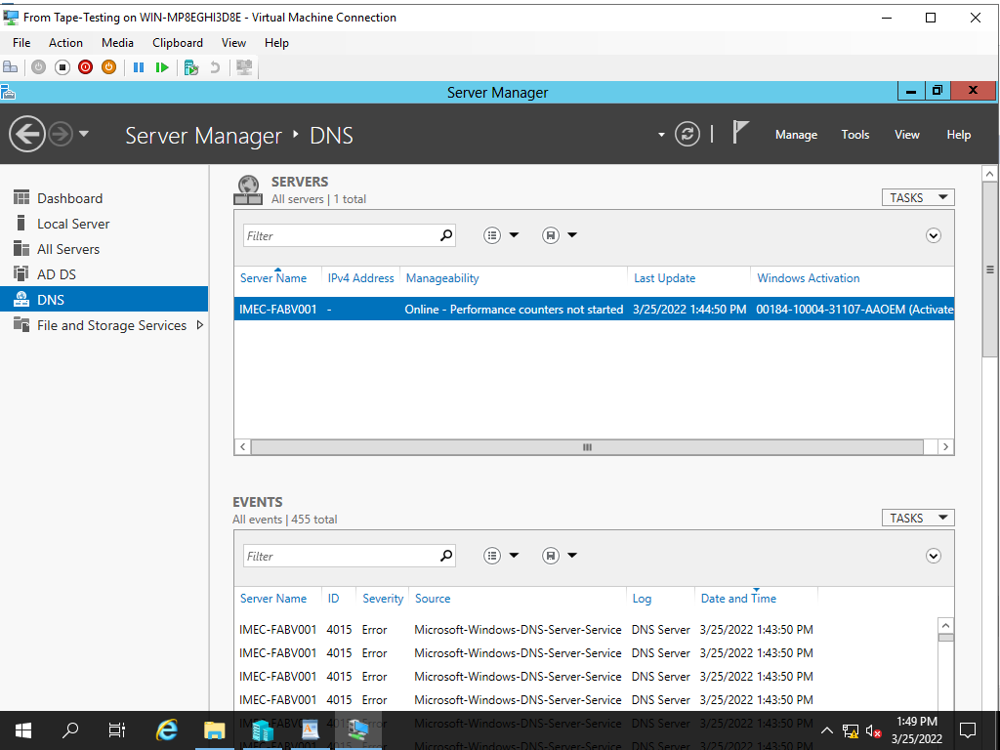 From Tape-Testing on WIN-MP8EGHI3D8E - Virtual Machine Connection
File Action Media Clipboard View Help
Server Manager
Server Manager DNS
Manage Tools View Help
Dashboard
Local Server
All Servers
AD DS
DNS
File and Storage Services
SERVERS
All servers | 1 total
TASKS
Filter
Server Name IPv4 Address Manageability Last Update Windows Activation
IMEC-FABV001 - Online - Performance counters not started 3/25/2022 1:44:50 PM 00184-10004-31107-AAOEM (Activate
EVENTS
All events | 455 total
TASKS
Filter
Server Name ID Severity Source Log Date and Time
IMEC-FABV001 4015 Error Microsoft-Windows-DNS-Server-Service DNS Server 3/25/2022 1:43:50 PM
IMEC-FABV001 4015 Error Microsoft-Windows-DNS-Server-Service DNS Server 3/25/2022 1:43:50 PM
IMEC-FABV001 4015 Error Microsoft-Windows-DNS-Server-Service DNS Server 3/25/2022 1:43:50 PM
IMEC-FABV001 4015 Error Microsoft-Windows-DNS-Server-Service DNS Server 3/25/2022 1:43:50 PM
Error Microsoft-Windows-DNS-Server-Service DNS Server 3/25/2022 1:43:50 PM
1:49 PM
3/25/2022